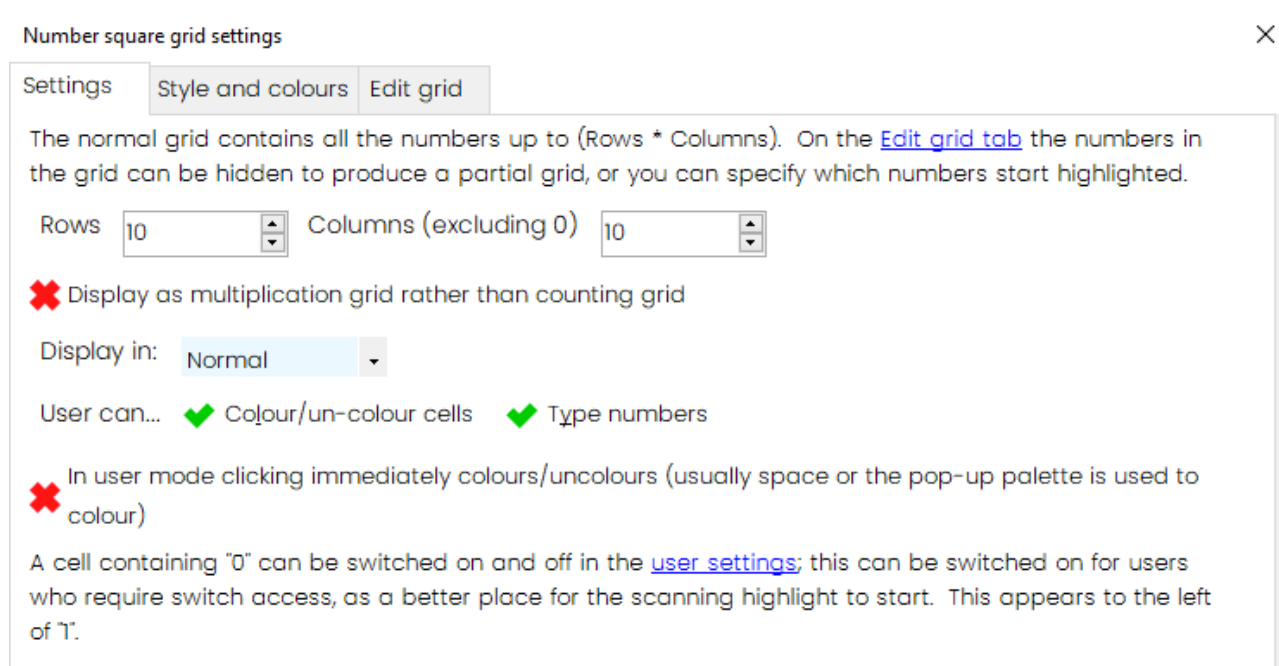 Number square grid settings
Settings Style and colours Edit grid
The normal grid contains all the numbers up to (Rows * Columns). On the Edit grid tab the numbers in
the grid can be hidden to produce a partial grid, or you can specify which numbers start highlighted.
Rows 10 Columns (excluding 0) 10
Display as multiplication grid rather than counting grid
Display in: Normal
User can... Colour/un-colour cells Type numbers
In user mode clicking immediately colours/uncolours (usually space or the pop-up palette is used to
colour)
A cell containing "0" can be switched on and off in the user settings; this can be switched on for users
who require switch access, as a better place for the scanning highlight to start. This appears to the left
of "1".